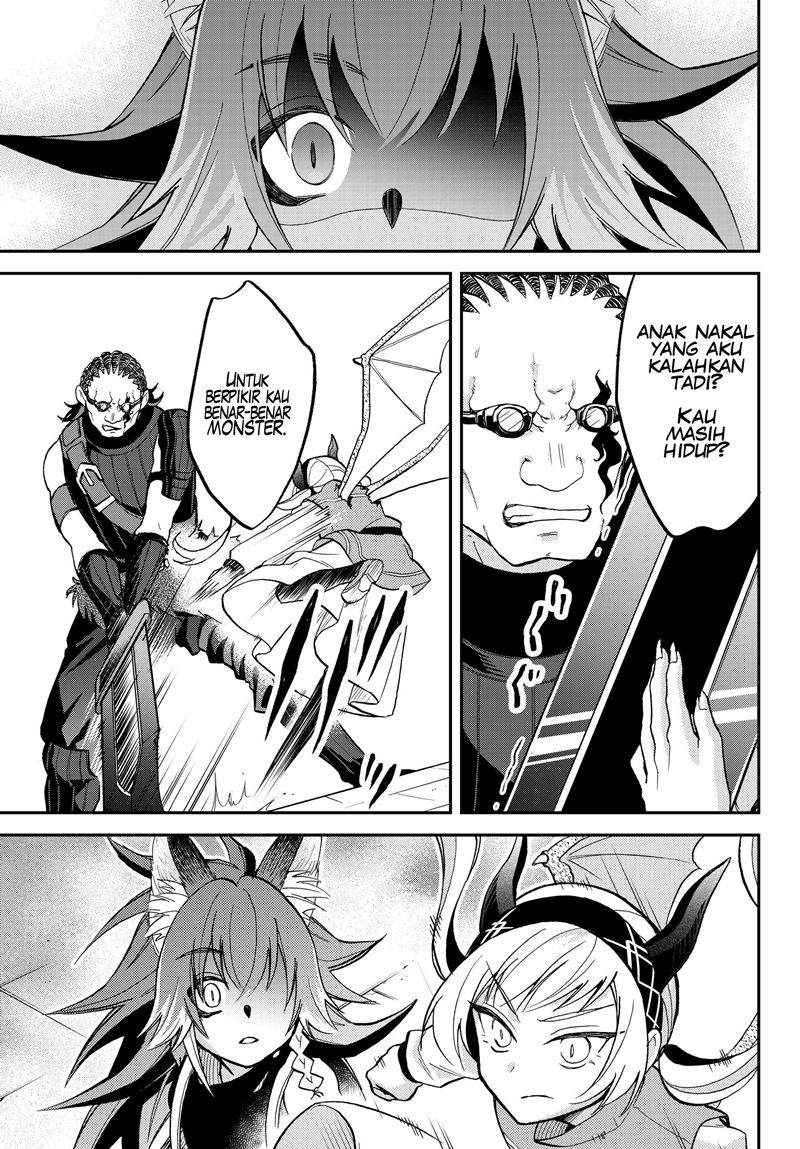 ANAK NAKAL
YANG AKU
KALAHKAN
TADI?
KAU
MASIH
HIDUP?
UNTUK
BERPIKIR KAU
BENAR-BENAR
MONSTER.